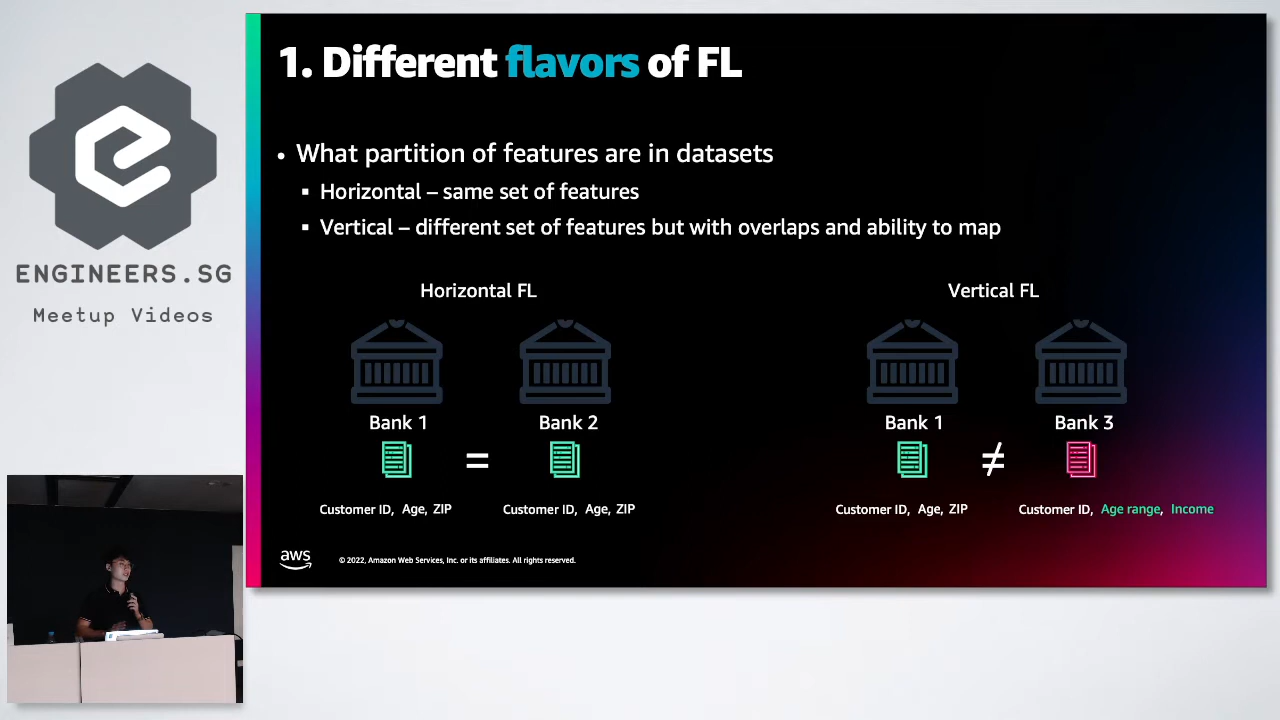 ENGINEERS.SG
Meetup Videos
1. Different flavors of FL
• What partition of features are in datasets
▪ Horizontal – same set of features
▪ Vertical – different set of features but with overlaps and ability to map
Horizontal FL
Bank 1
Bank 2
=
Customer ID, Age, ZIP
Customer ID, Age, ZIP
Vertical FL
Bank 1
Bank 3
≠
Customer ID, Age, ZIP
Customer ID, Age range, Income
aws
© 2022, Amazon Web Services, Inc. or its affiliates. All rights reserved.